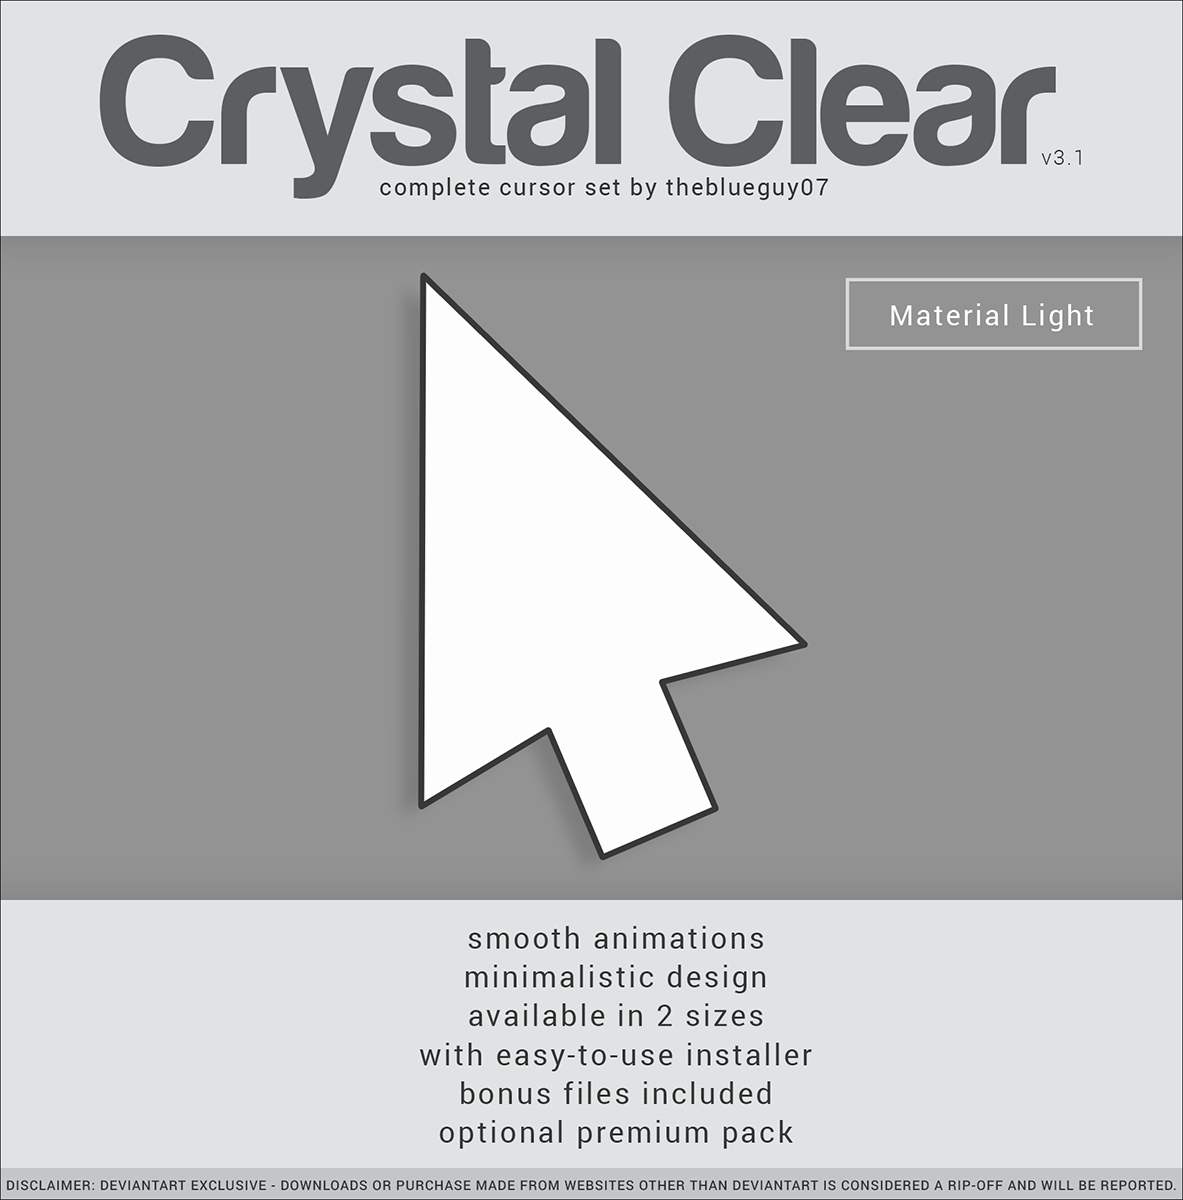 Crystal Clear
v3.1
complete cursor set by theblueguy07
Material Light
smooth animations
minimalistic design
available in 2 sizes
with easy-to-use installer
bonus files included
optional premium pack
DISCLAIMER: DEVIANTART EXCLUSIVE - DOWNLOADS OR PURCHASE MADE FROM WEBSITES OTHER THAN DEVIANTART IS CONSIDERED A RIP-OFF AND WILL BE REPORTED.